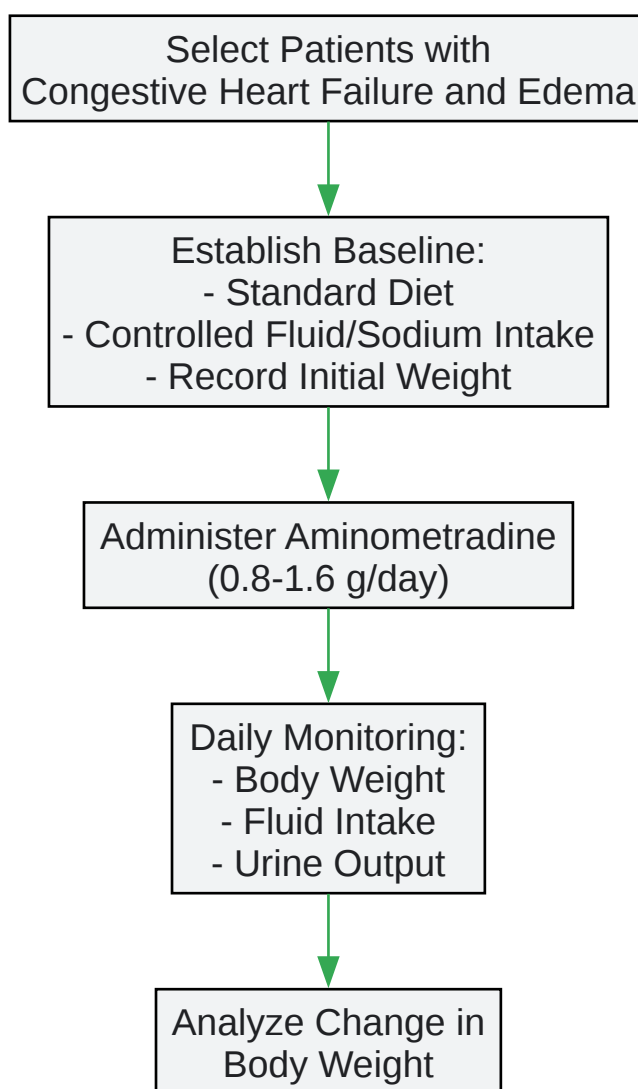 Select Patients with
Congestive Heart Failure and Edema
Establish Baseline:
- Standard Diet
- Controlled Fluid/Sodium Intake
- Record Initial Weight
Administer Aminometradine
(0.8-1.6 g/day)
Daily Monitoring:
- Body Weight
- Fluid Intake
- Urine Output
Analyze Change in
Body Weight